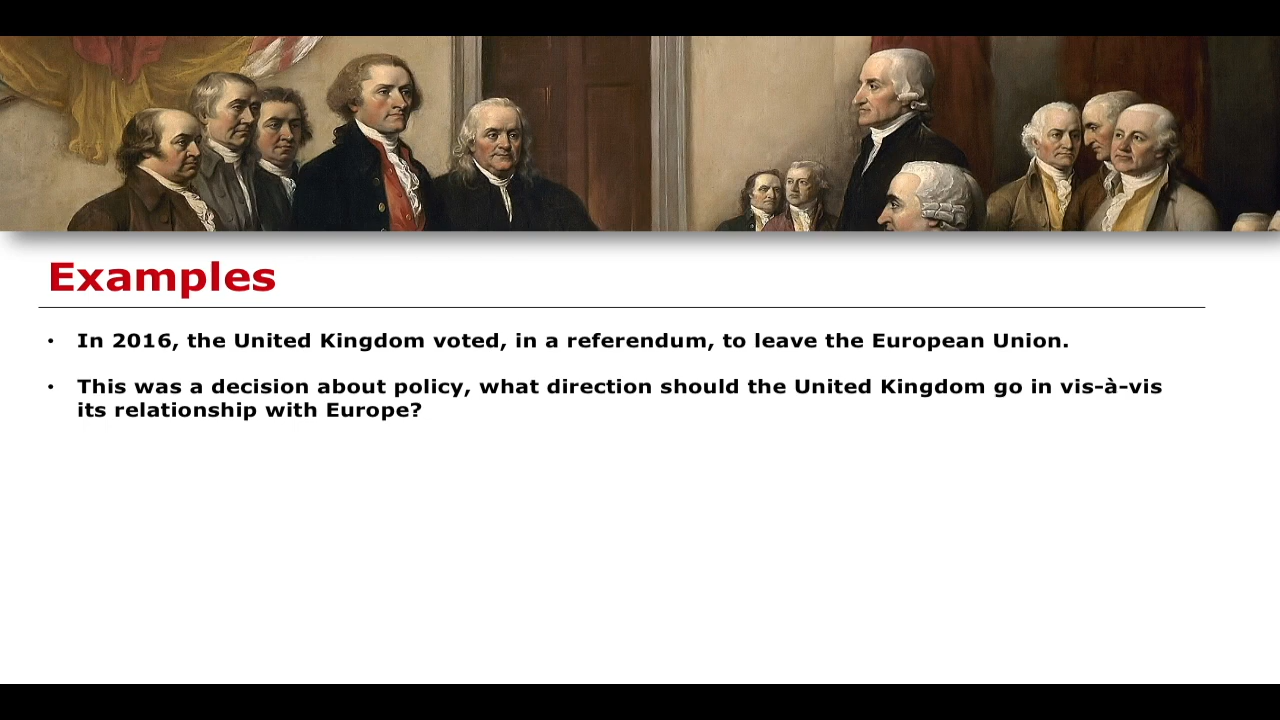 Examples
• In 2016, the United Kingdom voted, in a referendum, to leave the European Union.
• This was a decision about policy, what direction should the United Kingdom go in vis-à-vis
its relationship with Europe?